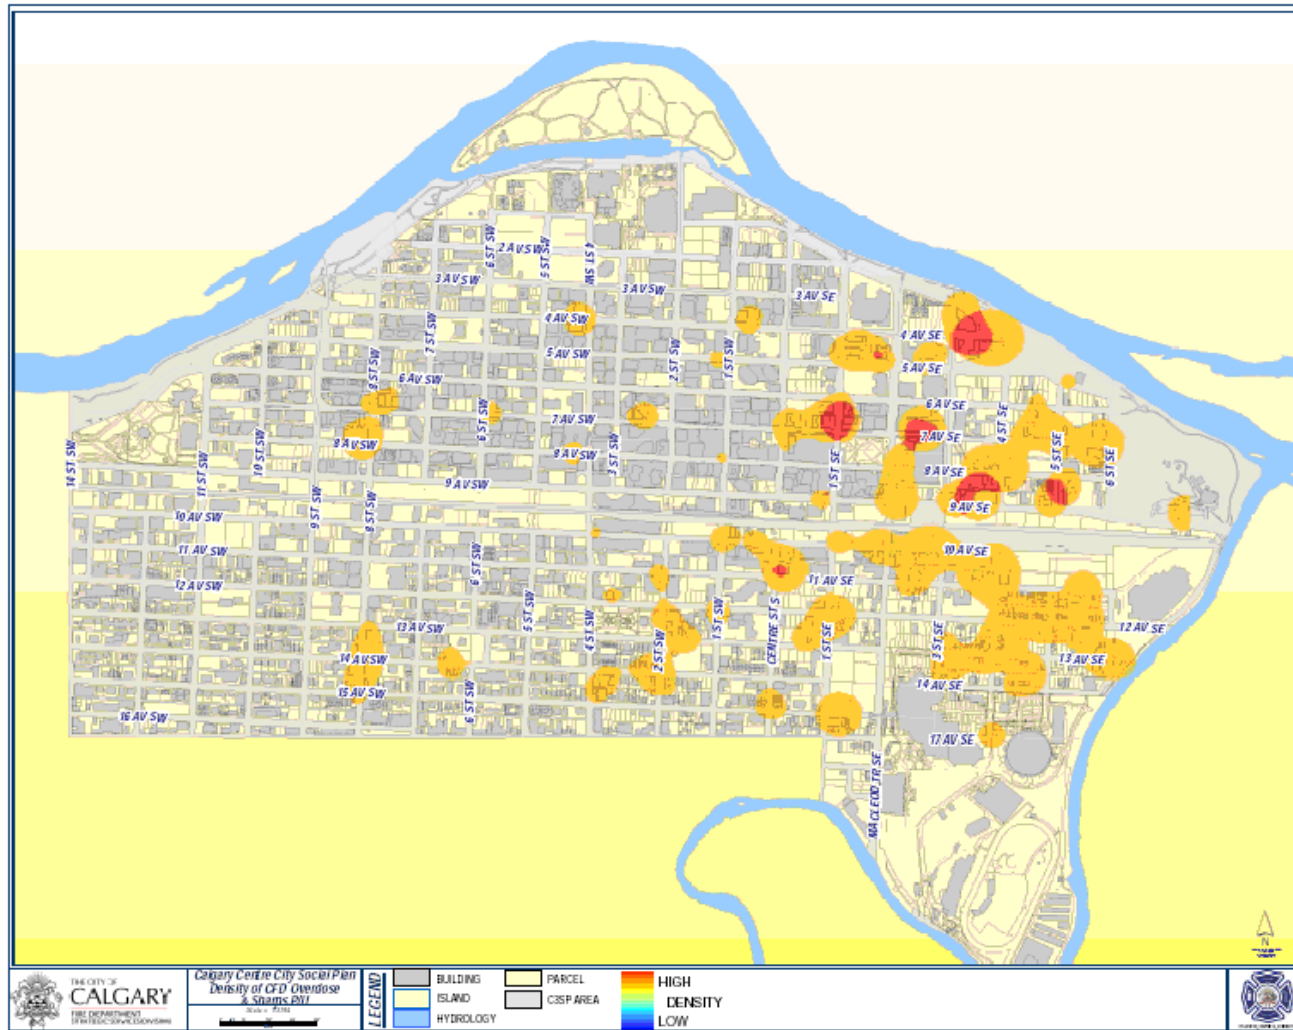 2 AV SW
6 ST SW
5 ST SW
4 ST SW
3 AV SW
3 AV SW
3 AV SE
4 AV SW
4 AV SE
7 ST SW
8 ST SW
5 AV SW
2 ST SW
1 ST SW
5 AV SE
6 AV SW
6 AV SE
7 AV SW
6 ST SW
7 AV SE
4 ST SE
8 AV SW
8 AV SW
3 ST SW
1 ST SE
8 AV SE
5 ST SE
6 ST SE
14 ST SW
11 ST SW
10 ST SW
9 AV SW
9 ST SW
8 ST SW
9 AV SE
10 AV SW
11 AV SW
10 AV SE
12 AV SW
6 ST SW
11 AV SE
5 ST SW
4 ST SW
1 ST SW
CENTRE ST S
13 AV SW
12 AV SE
2 ST SW
1 ST SE
3 ST SE
14 AV SW
13 AV SE
15 AV SW
14 AV SE
16 AV SW
6 ST SW
17 AV SE
MACLEOD TR SE
N
THE CITY OF
CALGARY
FIRE DEPARTMENT
STRATEGIC SERVICES DIVISION
Calgary Centre City Social Plan
Density of CFD Overdose
LEGEND
BUILDING
ISLAND
HYDROLOGY
PARCEL
C3SP AREA
HIGH
DENSITY
LOW